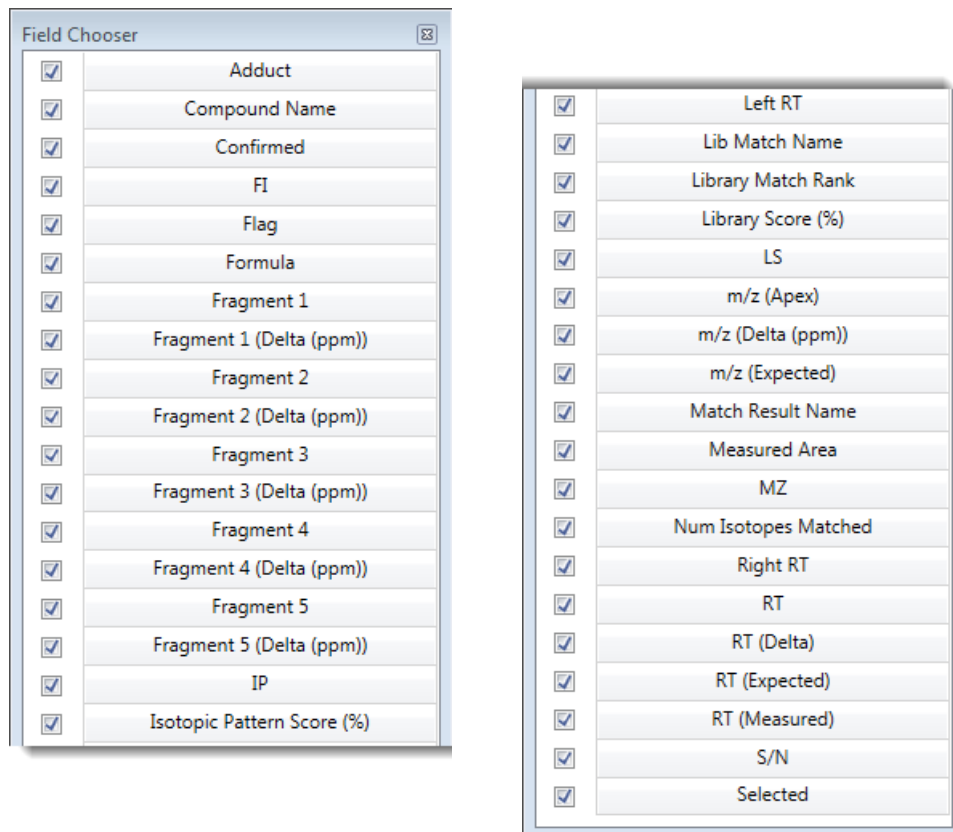 Field Chooser
Adduct
Compound Name
Confirmed
FI
Flag
Formula
Fragment 1
Fragment 1 (Delta (ppm))
Fragment 2
Fragment 2 (Delta (ppm))
Fragment 3
Fragment 3 (Delta (ppm))
Fragment 4
Fragment 4 (Delta (ppm))
Fragment 5
Fragment 5 (Delta (ppm))
IP
Isotopic Pattern Score (%)
Left RT
Lib Match Name
Library Match Rank
Library Score (%)
LS
m/z (Apex)
m/z (Delta (ppm))
m/z (Expected)
Match Result Name
Measured Area
MZ
Num Isotopes Matched
Right RT
RT
RT (Delta)
RT (Expected)
RT (Measured)
S/N
Selected